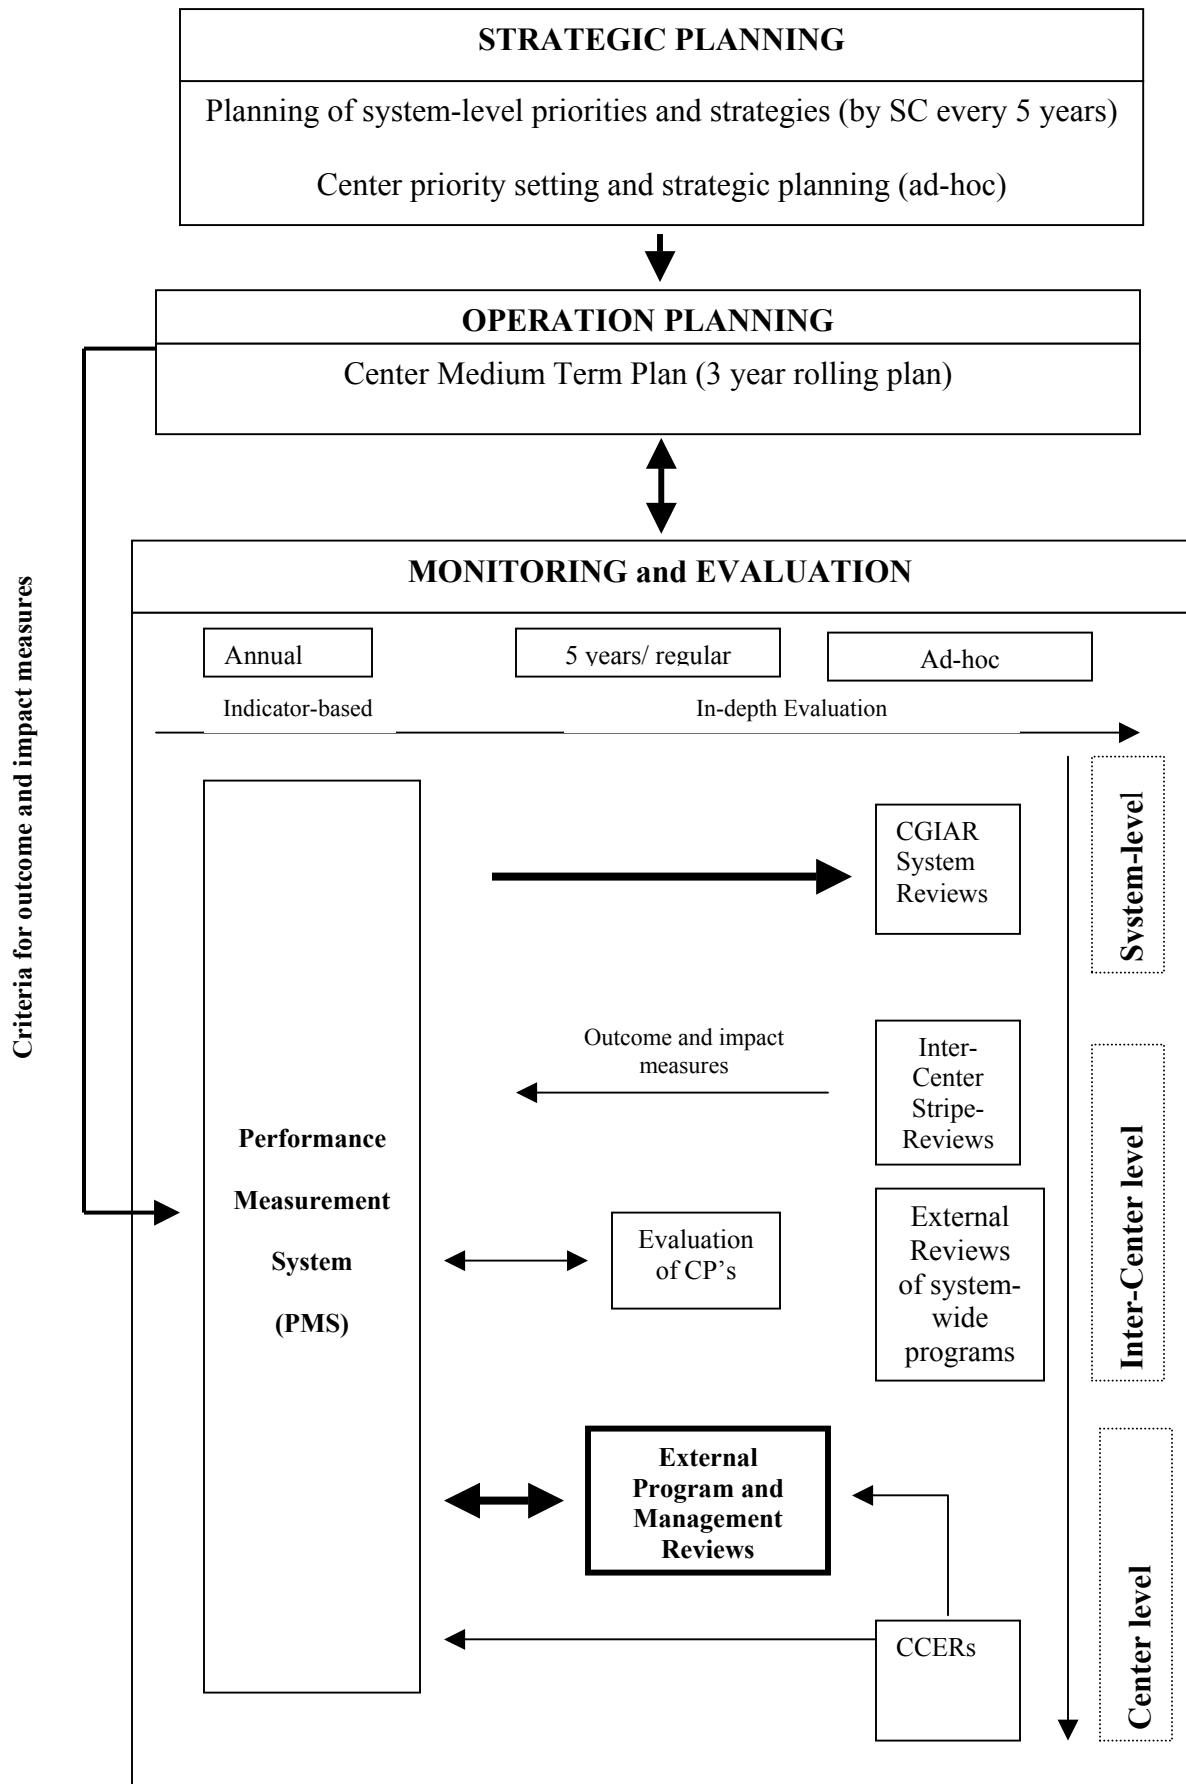 STRATEGIC PLANNING
Planning of system-level priorities and strategies (by SC every 5 years)
Center priority setting and strategic planning (ad-hoc)
OPERATION PLANNING
Center Medium Term Plan (3 year rolling plan)
Criteria for outcome and impact measures
MONITORING and EVALUATION
Annual
5 years/ regular
Ad-hoc
Indicator-based
In-depth Evaluation
CGIAR
System
Reviews
System-level
Outcome and impact
measures
Inter-
Center
Stripe-
Reviews
Performance
Measurement
System
(PMS)
Evaluation
of CP's
External
Reviews
of system-
wide
programs
Inter-Center level
External
Program and
Management
Reviews
CCERs
Center level